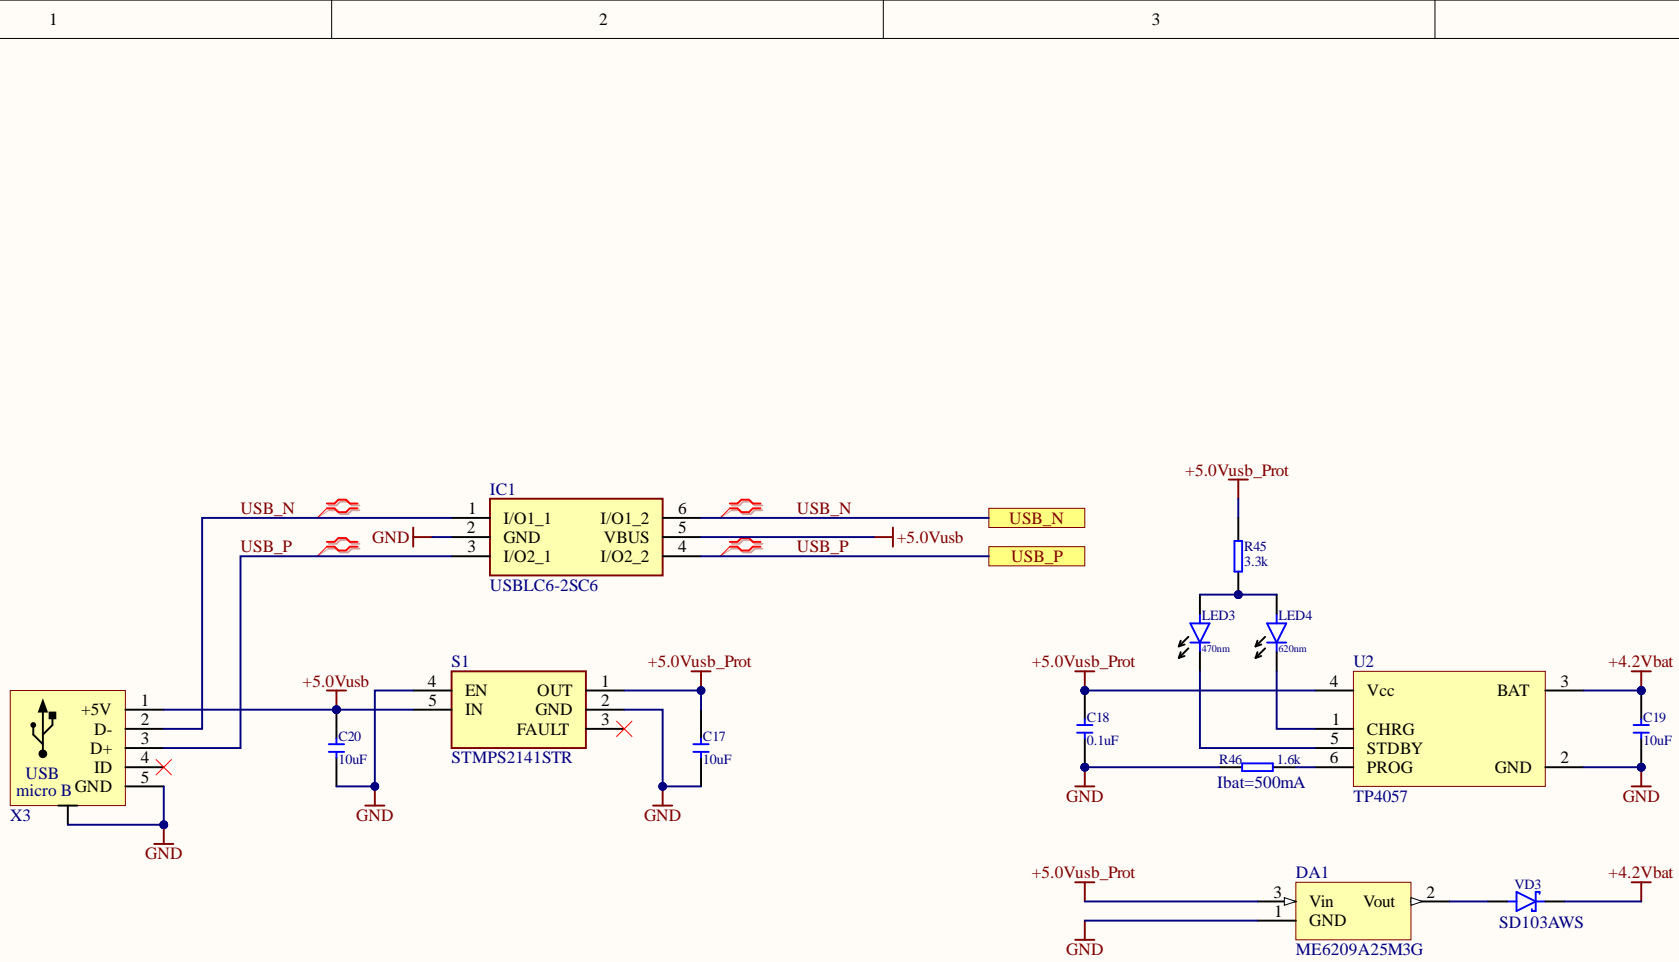 1
2
3
IC1
USB_N
1
I/O1_1
I/O1_2
6
USB_N
USB_N
GND
2
GND
VBUS
5
+5.0Vusb
USB_P
3
I/O2_1
I/O2_2
4
USB_P
USB_P
USBLC6-2SC6
+5.0Vusb_Prot
R45
3.3k
LED3
470nm
LED4
620nm
+5V
1
D-
2
D+
3
ID
4
GND
5
USB
micro B
X3
GND
+5.0Vusb
C20
10uF
GND
S1
4
EN
OUT
1
5
IN
GND
2
FAULT
3
STMPS2141STR
+5.0Vusb_Prot
C17
10uF
GND
+5.0Vusb_Prot
C18
0.1uF
GND
R46
1.6k
Ibat=500mA
U2
4
Vcc
BAT
3
1
CHRG
5
STDBY
6
PROG
GND
2
TP4057
+4.2Vbat
C19
10uF
GND
+5.0Vusb_Prot
GND
DA1
3
Vin
Vout
2
1
GND
ME6209A25M3G
VD3
SD103AWS
+4.2Vbat